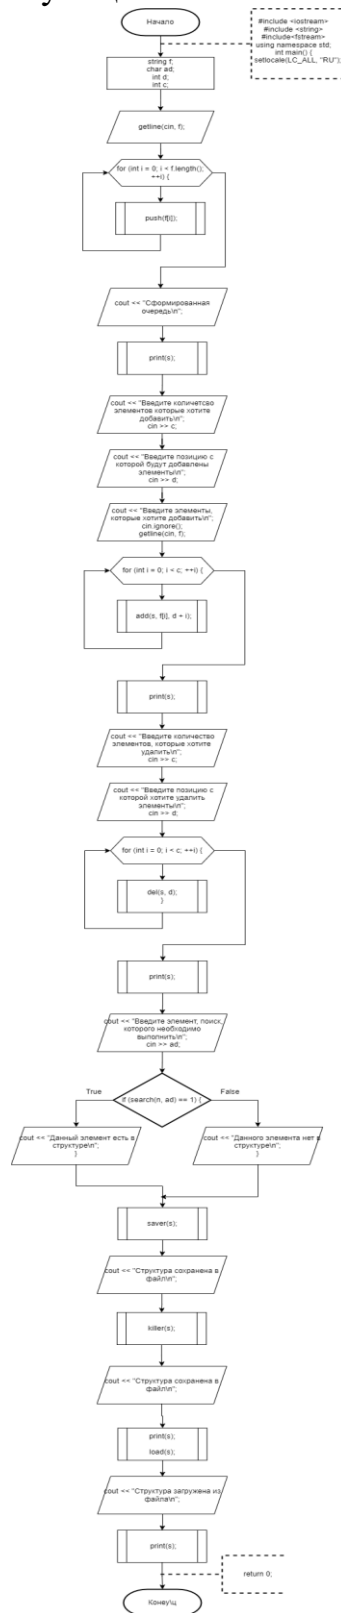 Начало
#include <iostream>
#include <string>
#include<fstream>
using namespace std;
int main() {
setlocale(LC_ALL, "RU");
string f;
char ad;
int d;
int c;
getline(cin, f);
for (int i = 0; i < f.length();
++i) {
push(f[i]);
cout << "Сформированная
очередь\n";
print(s);
cout << "Введите количетсво
элементов которые хотите
добавить\n";
cin >> c;
cout << "Введите позицию с
которой будут добавлены
элементы\n";
cin >> d;
cout << "Введите элементы,
которые хотите добавить\n";
cin.ignore();
getline(cin, f);
for (int i = 0; i < c; ++i) {
add(s, f[i], d + i);
print(s);
cout << "Введите количество
элементов, которые хотите
удалить\n";
cin >> c;
cout << "Введите позицию с
которой хотите удалить
элементы\n";
cin >> d;
for (int i = 0; i < c; ++i) {
del(s, d);
}
print(s);
cout << "Введите элемент, поиск,
которого необходимо
выполнить\n";
cin >> ad;
True
False
if (search(n, ad) == 1) {
cout << "Данный элемент есть в
структуре\n";
}
cout << "Данного элемента нет в
структуре\n";
}
saver(s);
cout << "Структура сохранена в
файл\n";
killer(s);
cout << "Структура сохранена в
файл\n";
print(s);
load(s);
cout << "Структура загружена из
файла\n";
print(s);
return 0;
Конву\щ